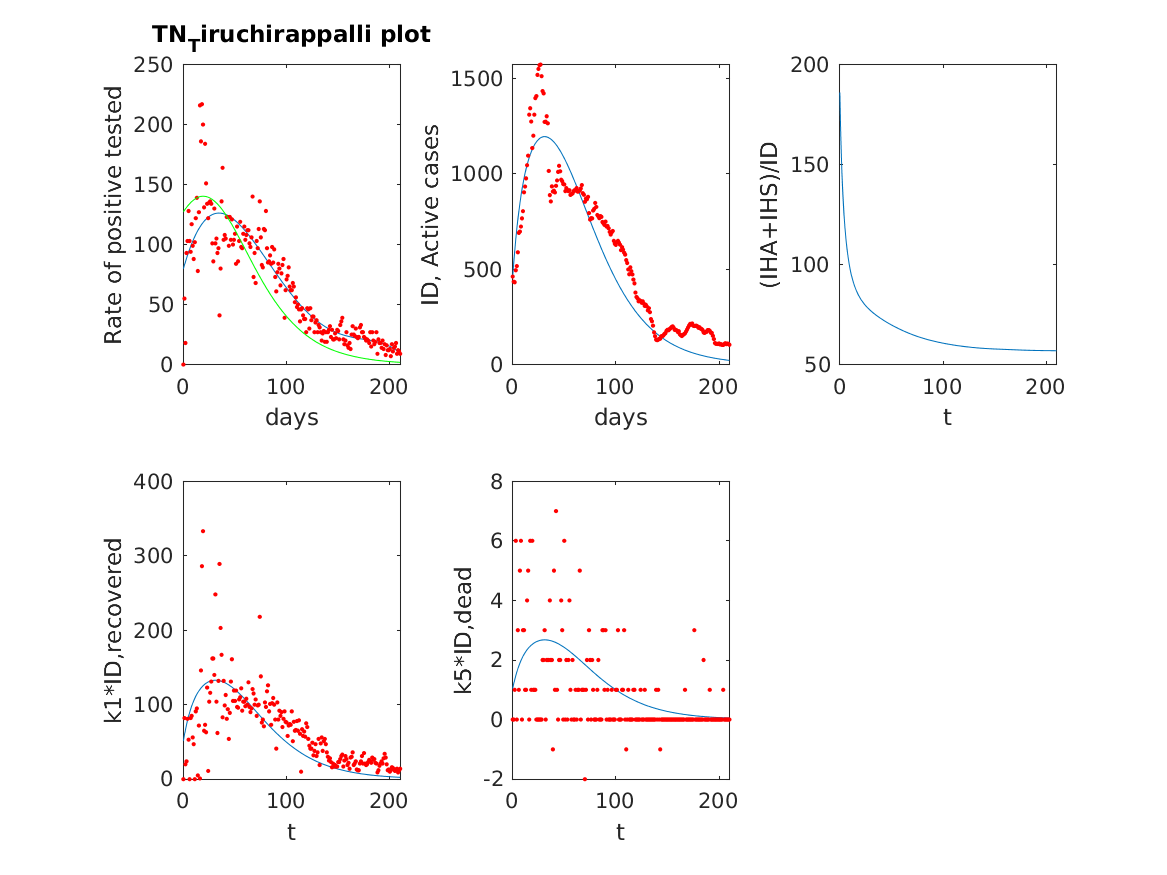 TN_Tiruchirappalli plot
250
200
150
100
50
0
0 100 200
Rate of positive tested
days
1500
1000
500
0
0 100 200
ID, Active cases
days
200
150
100
50
0 100 200
(IHA+IHS)/ID
t
400
300
200
100
0
0 100 200
k1*ID,recovered
t
8
6
4
2
0
-2
0 100 200
k5*ID,dead
t